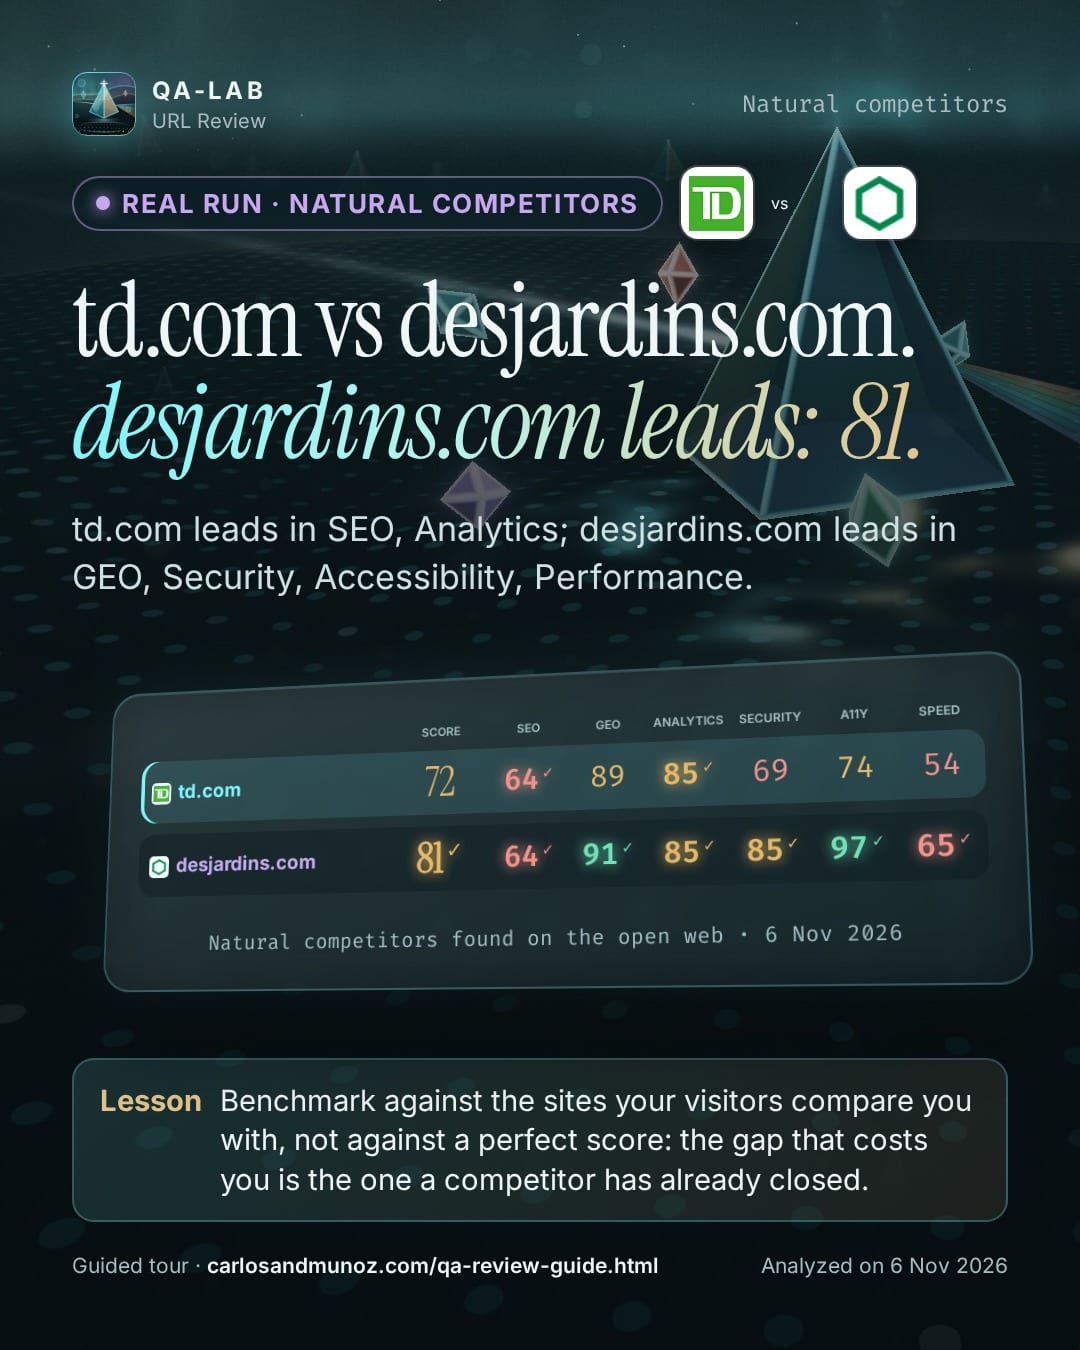 QA-LAB
URL Review
Natural competitors
REAL RUN · NATURAL COMPETITORS
TD
vs
td.com vs desjardins.com.
desjardins.com leads: 81.
td.com leads in SEO, Analytics; desjardins.com leads in
GEO, Security, Accessibility, Performance.
SCORE SEO GEO ANALYTICS SECURITY A11Y SPEED
TD td.com 72 64✓ 89 85✓ 69 74 54
desjardins.com 81✓ 64✓ 91✓ 85✓ 85✓ 97✓ 65✓
Natural competitors found on the open web · 6 Nov 2026
Lesson Benchmark against the sites your visitors compare you
with, not against a perfect score: the gap that costs
you is the one a competitor has already closed.
Guided tour · carlosandmunoz.com/qa-review-guide.html
Analyzed on 6 Nov 2026